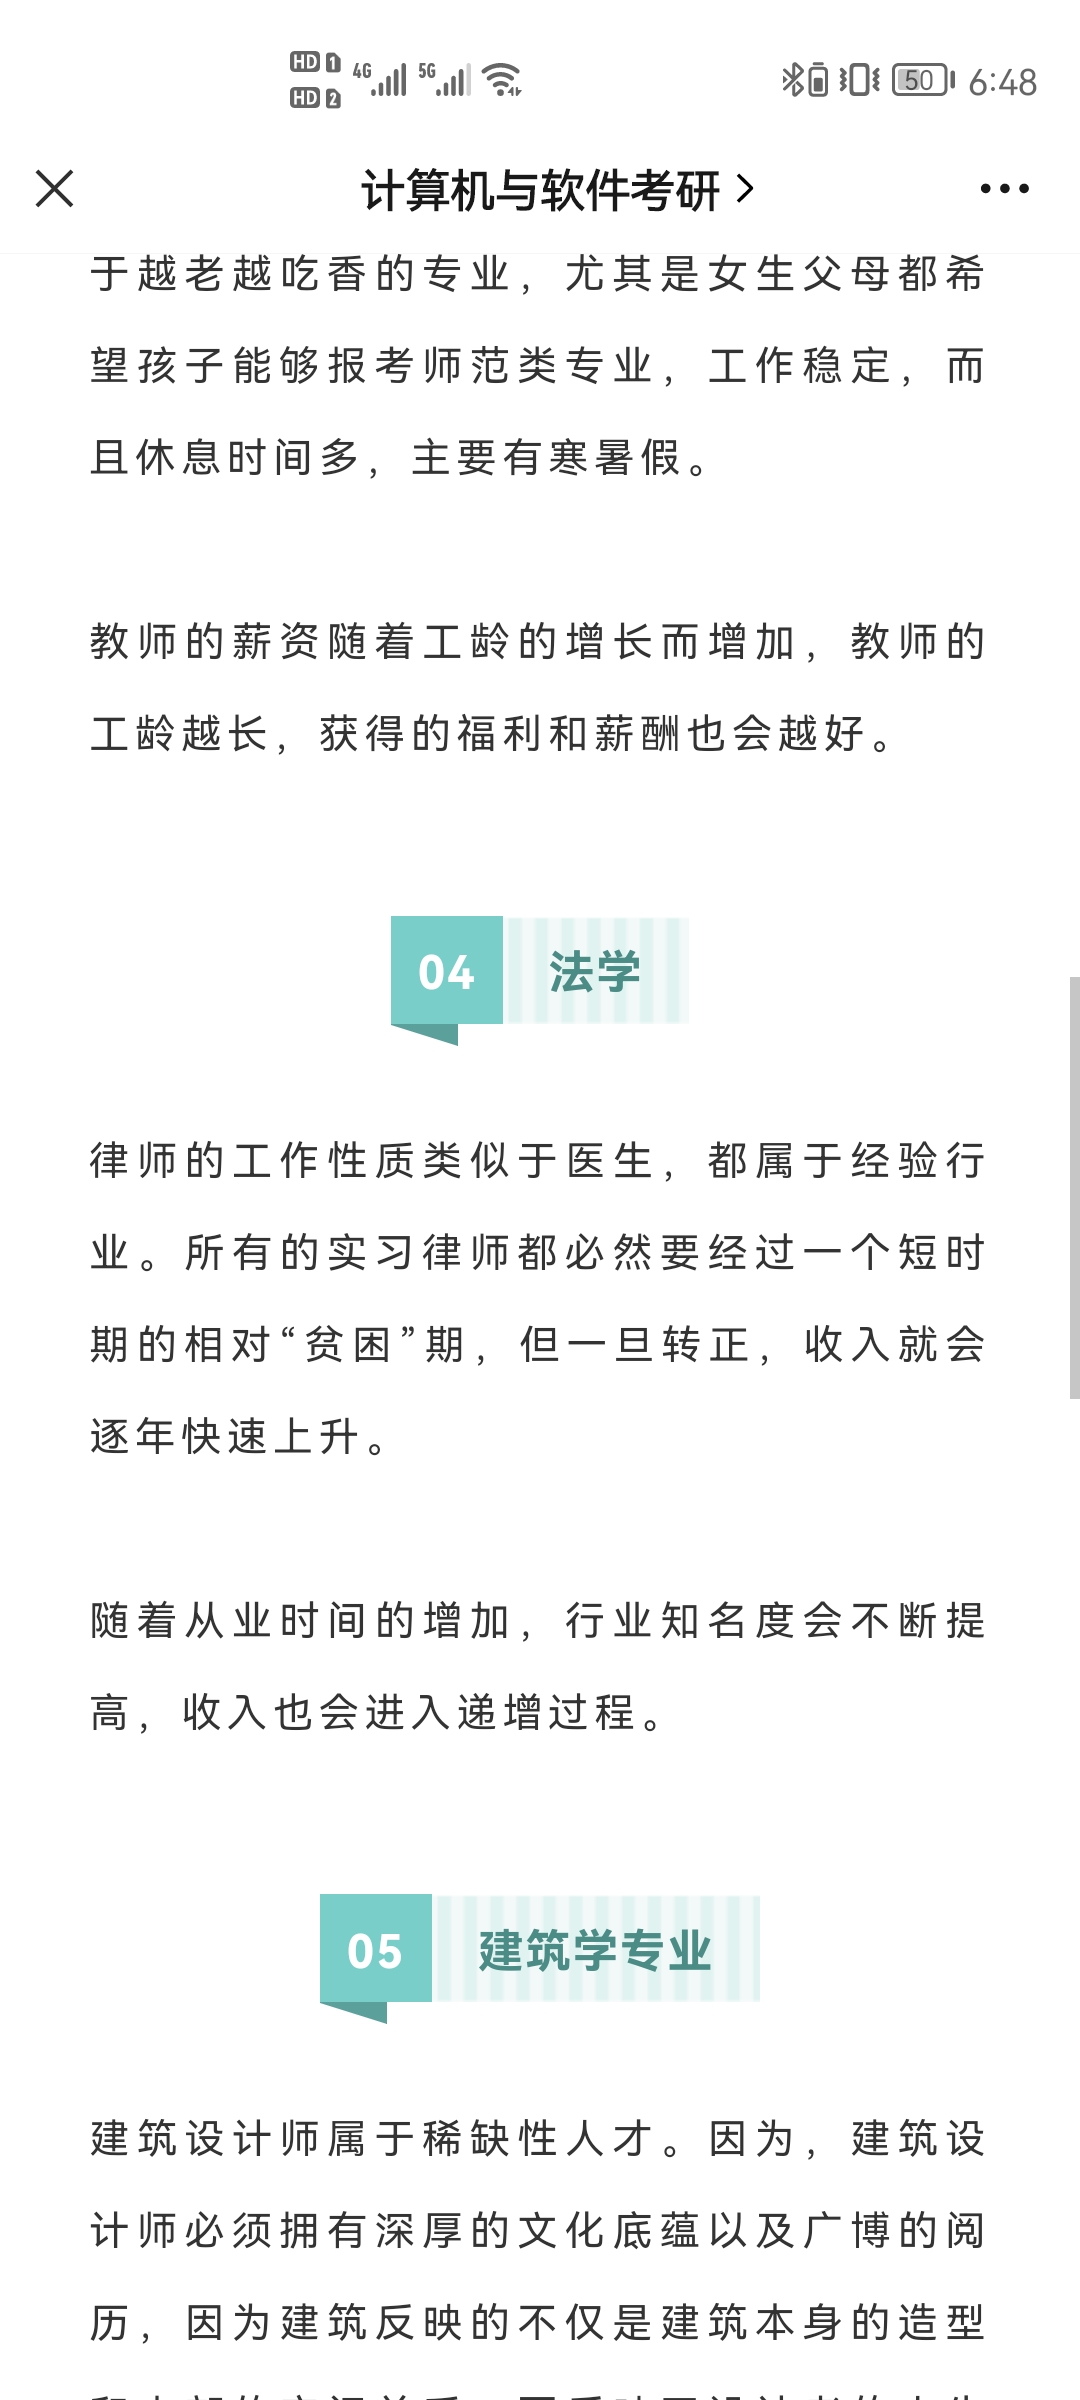 HD 1 4G 5G
HD 2
50 6:48
计算机与软件考研
于越老越吃香的专业，尤其是女生父母都希
望孩子能够报考师范类专业，工作稳定，而
且休息时间多，主要有寒暑假。
教师的薪资随着工龄的增长而增加，教师的
工龄越长，获得的福利和薪酬也会越好。
04 法学
律师的工作性质类似于医生，都属于经验行
业。所有的实习律师都必然要经过一个短时
期的相对“贫困”期，但一旦转正，收入就会
逐年快速上升。
随着从业时间的增加，行业知名度会不断提
高，收入也会进入递增过程。
05 建筑学专业
建筑设计师属于稀缺性人才。因为，建筑设
计师必须拥有深厚的文化底蕴以及广博的阅
历，因为建筑反映的不仅是建筑本身的造型